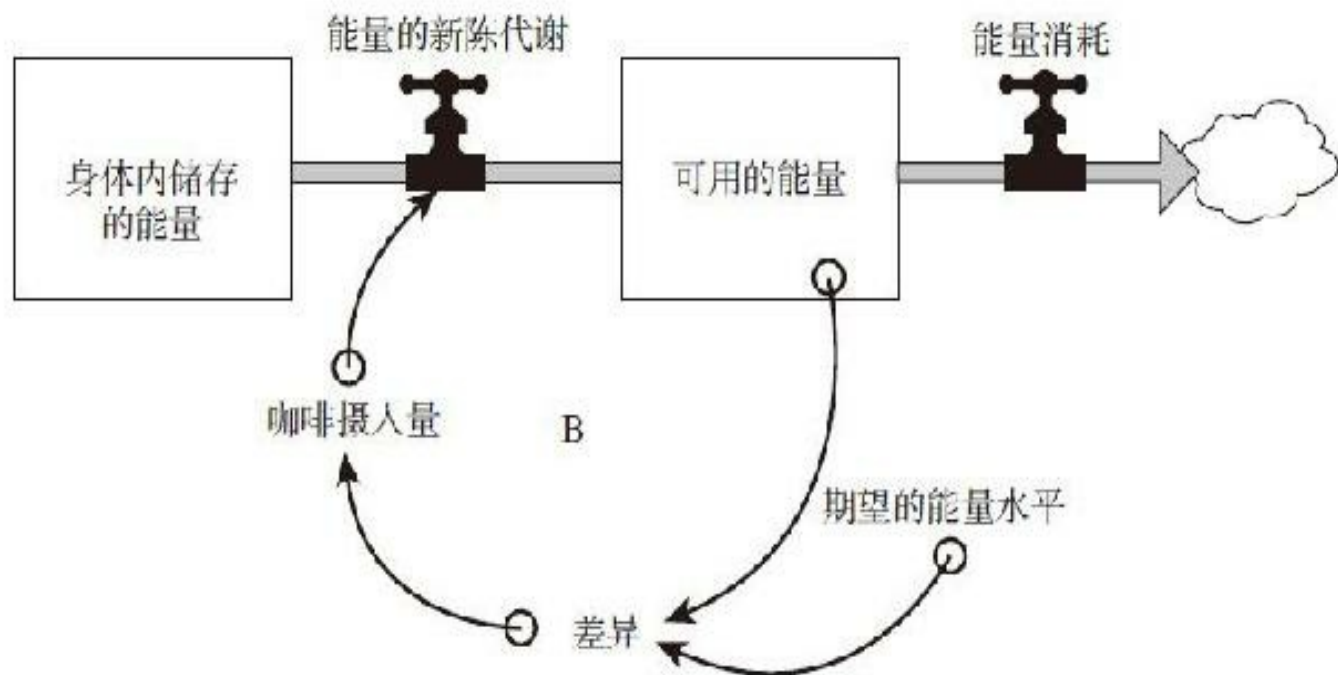 能量的新陈代谢
能量消耗
身体内储存
的能量
可用的能量
咖啡摄入量
B
期望的能量水平
差异